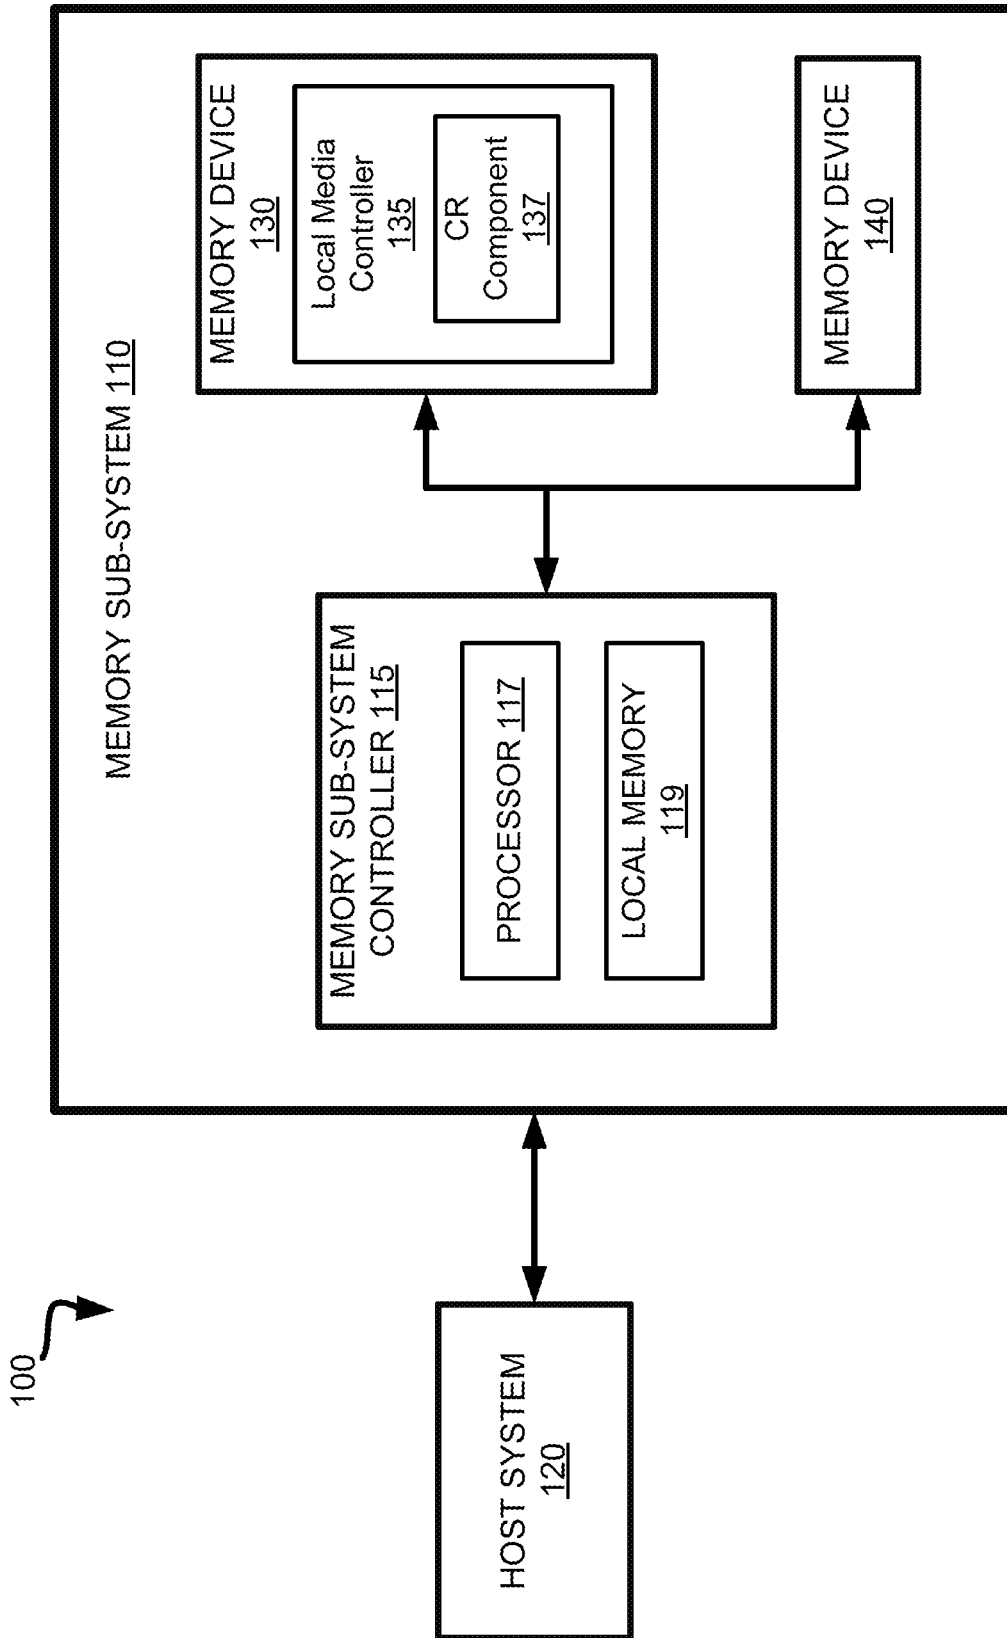 100
HOST SYSTEM
120
MEMORY SUB-SYSTEM 110
MEMORY SUB-SYSTEM
CONTROLLER 115
PROCESSOR 117
LOCAL MEMORY
119
MEMORY DEVICE
130
Local Media
Controller
135
CR
Component
137
MEMORY DEVICE
140